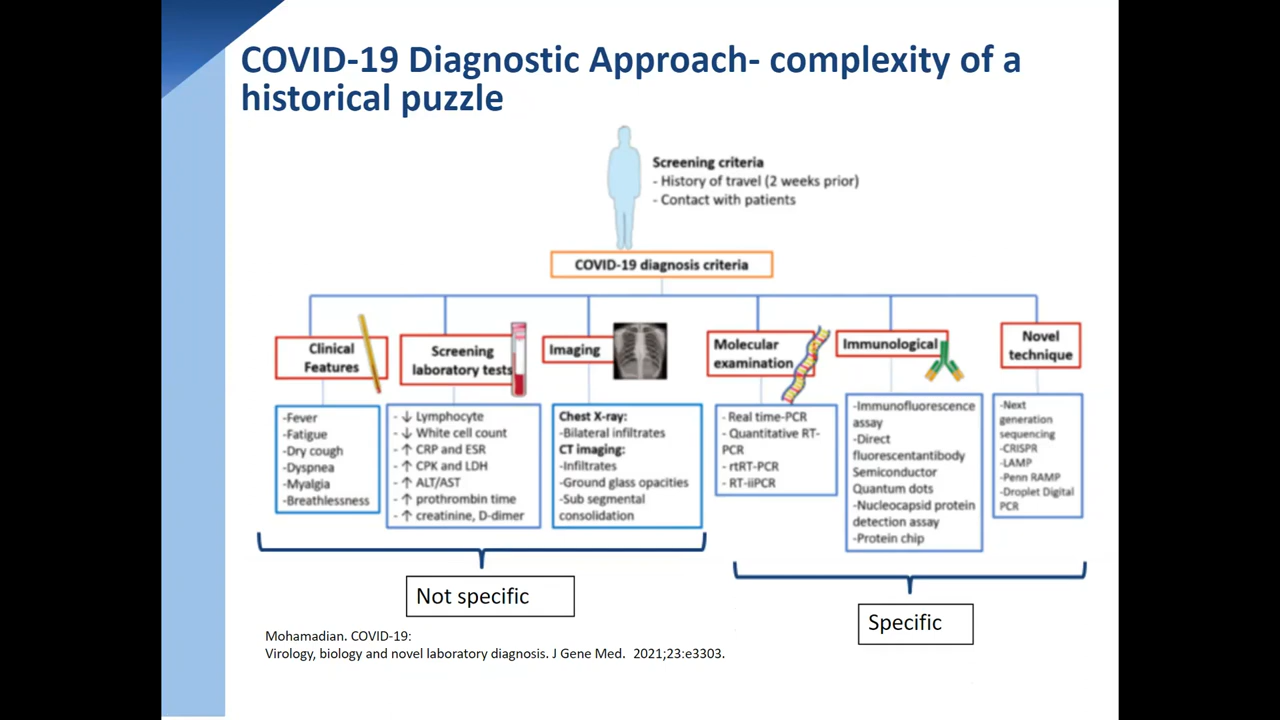 COVID-19 Diagnostic Approach- complexity of a
historical puzzle
Screening criteria
- History of travel (2 weeks prior)
- Contact with patients
COVID-19 diagnosis criteria
Clinical
Features
-Fever
-Fatigue
-Dry cough
-Dyspnea
-Myalgia
-Breathlessness
Screening
laboratory tests
- ↓ Lymphocyte
- ↓ White cell count
- ↑ CRP and ESR
- ↑ CPK and LDH
- ↑ ALT/AST
- ↑ prothrombin time
- ↑ creatinine, D-dimer
Imaging
Chest X-ray:
-Bilateral infiltrates
CT imaging:
-Infiltrates
-Ground glass opacities
-Sub segmental
consolidation
Molecular
examination
- Real time-PCR
- Quantitative RT-
PCR
- rtRT-PCR
- RT-iiPCR
Immunological
-Immunofluorescence
assay
-Direct
fluorescentantibody
Semiconductor
Quantum dots
-Nucleocapsid protein
detection assay
-Protein chip
Novel
technique
-Next
generation
sequencing
-CRISPR
-LAMP
-Penn RAMP
-Droplet Digital
PCR
Not specific
Specific
Mohamadian. COVID-19:
Virology, biology and novel laboratory diagnosis. J Gene Med.  2021;23:e3303.